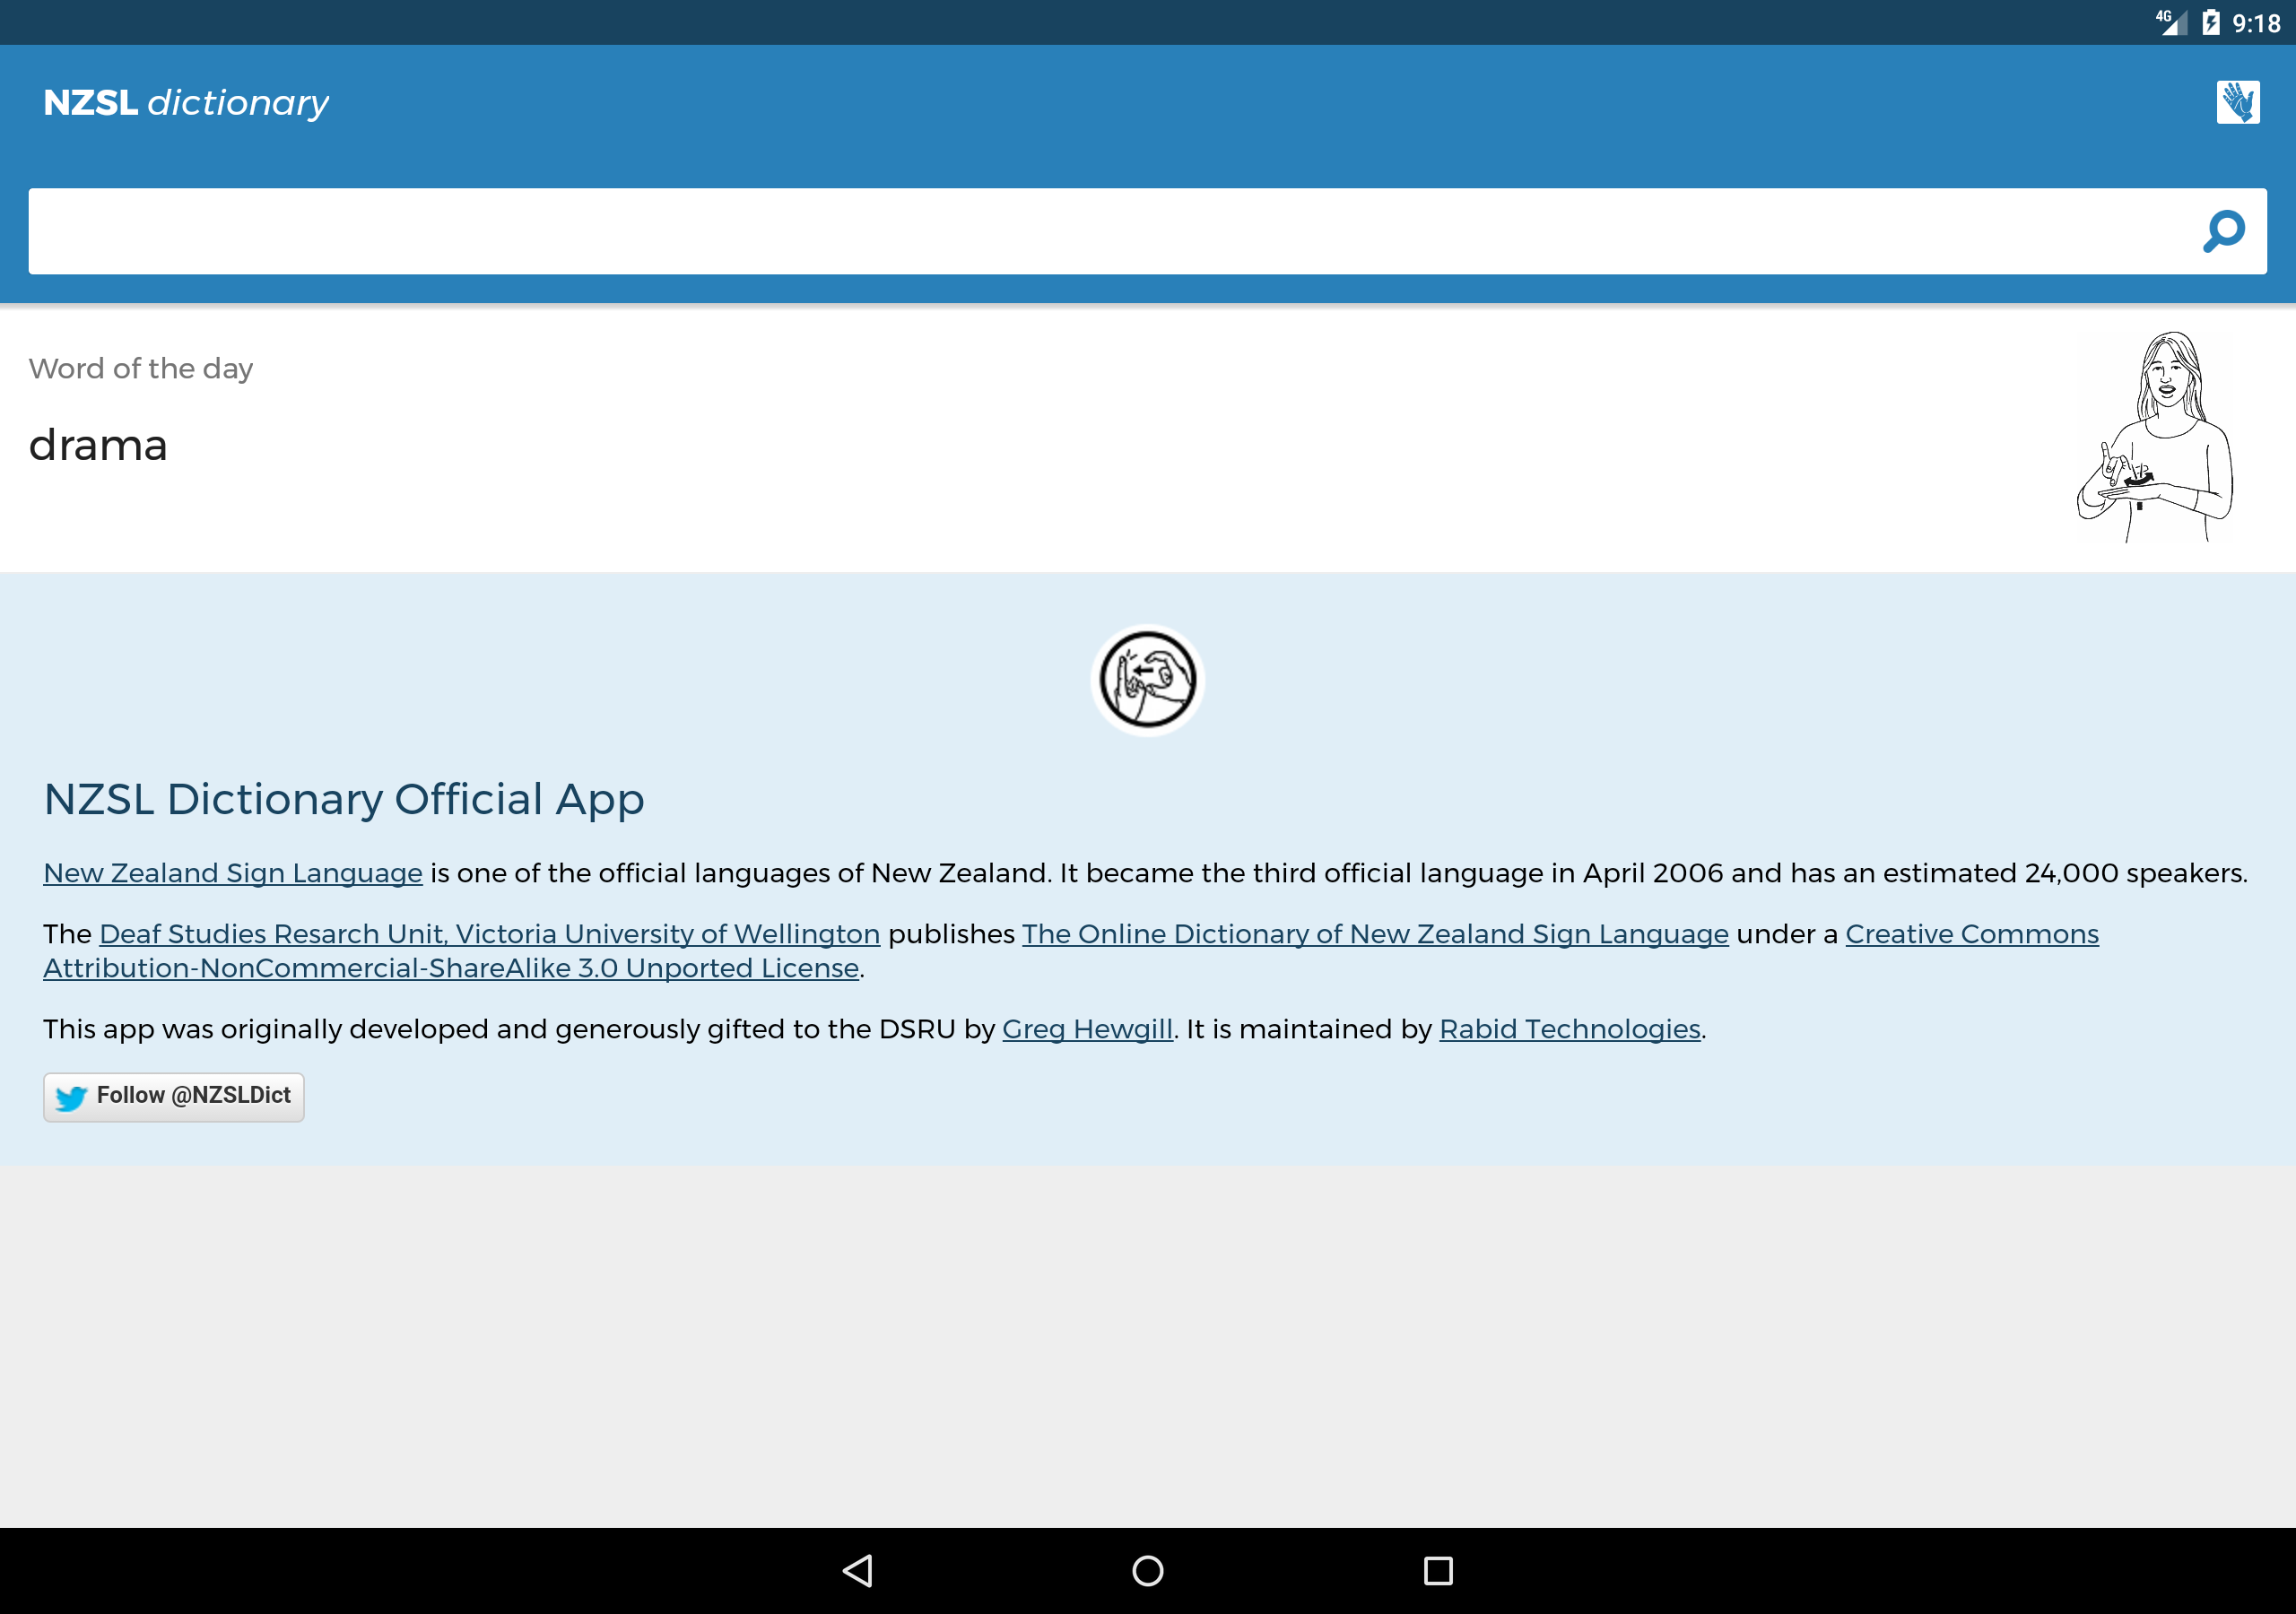 4G 9:18
NZSL dictionary
Word of the day
drama
NZSL Dictionary Official App
New Zealand Sign Language is one of the official languages of New Zealand. It became the third official language in April 2006 and has an estimated 24,000 speakers.
The Deaf Studies Resarch Unit, Victoria University of Wellington publishes The Online Dictionary of New Zealand Sign Language under a Creative Commons
Attribution-NonCommercial-ShareAlike 3.0 Unported License.
This app was originally developed and generously gifted to the DSRU by Greg Hewgill. It is maintained by Rabid Technologies.
Follow @NZSLDict